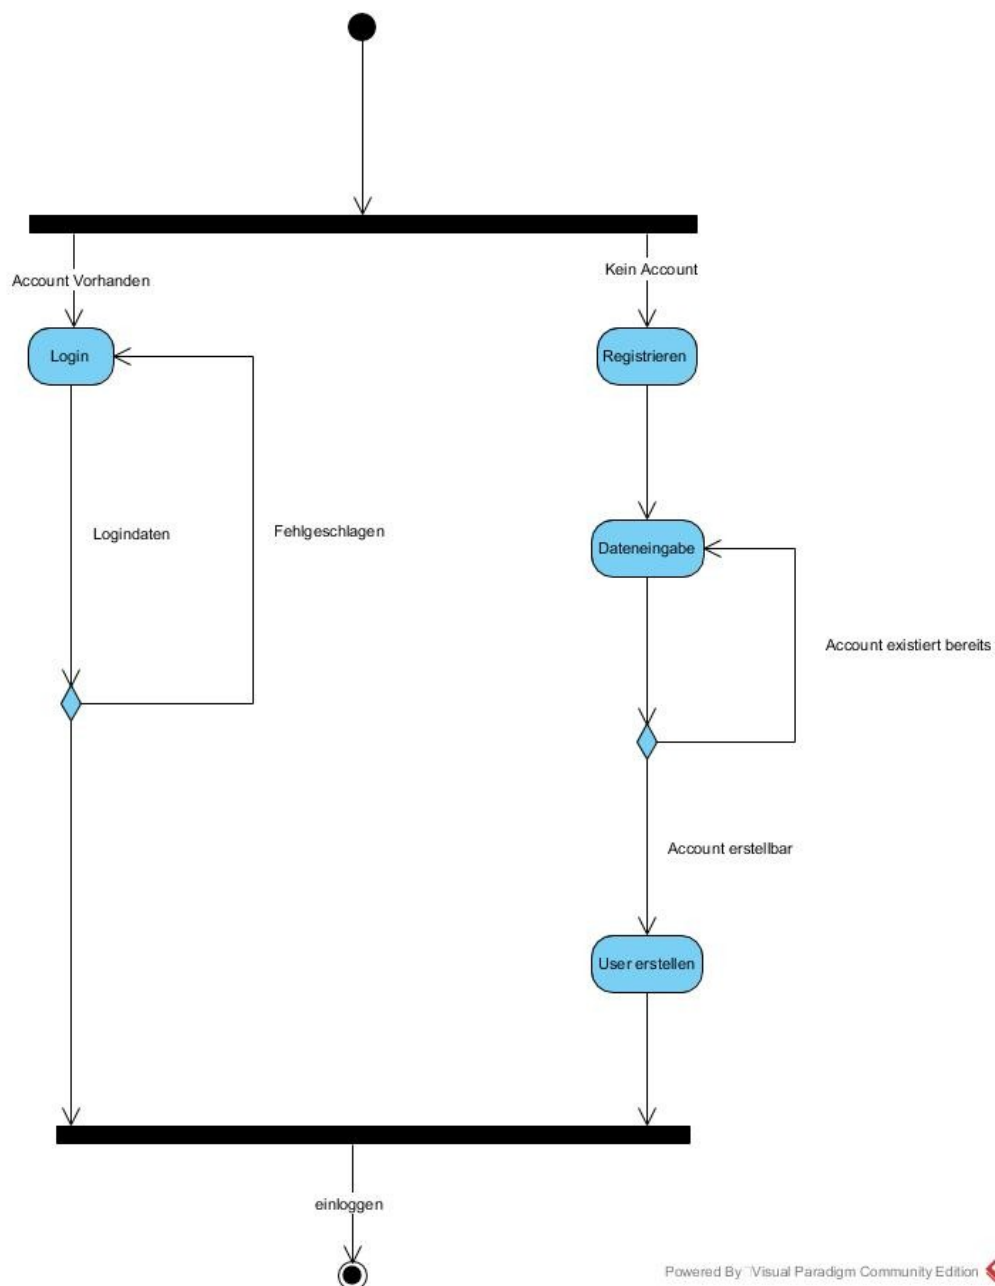 Account Vorhanden
Kein Account
Login
Registrieren
Logindaten
Fehlgeschlagen
Dateneingabe
Account existiert bereits
Account erstellbar
User erstellen
einloggen
Powered By Visual Paradigm Community Edition